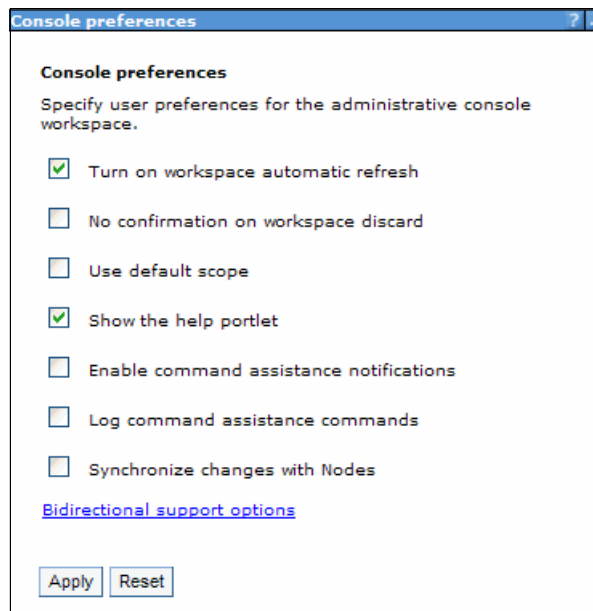 Console preferences ?
Console preferences
Specify user preferences for the administrative console
workspace.
Turn on workspace automatic refresh
No confirmation on workspace discard
Use default scope
Show the help portlet
Enable command assistance notifications
Log command assistance commands
Synchronize changes with Nodes
Bidirectional support options
Apply Reset